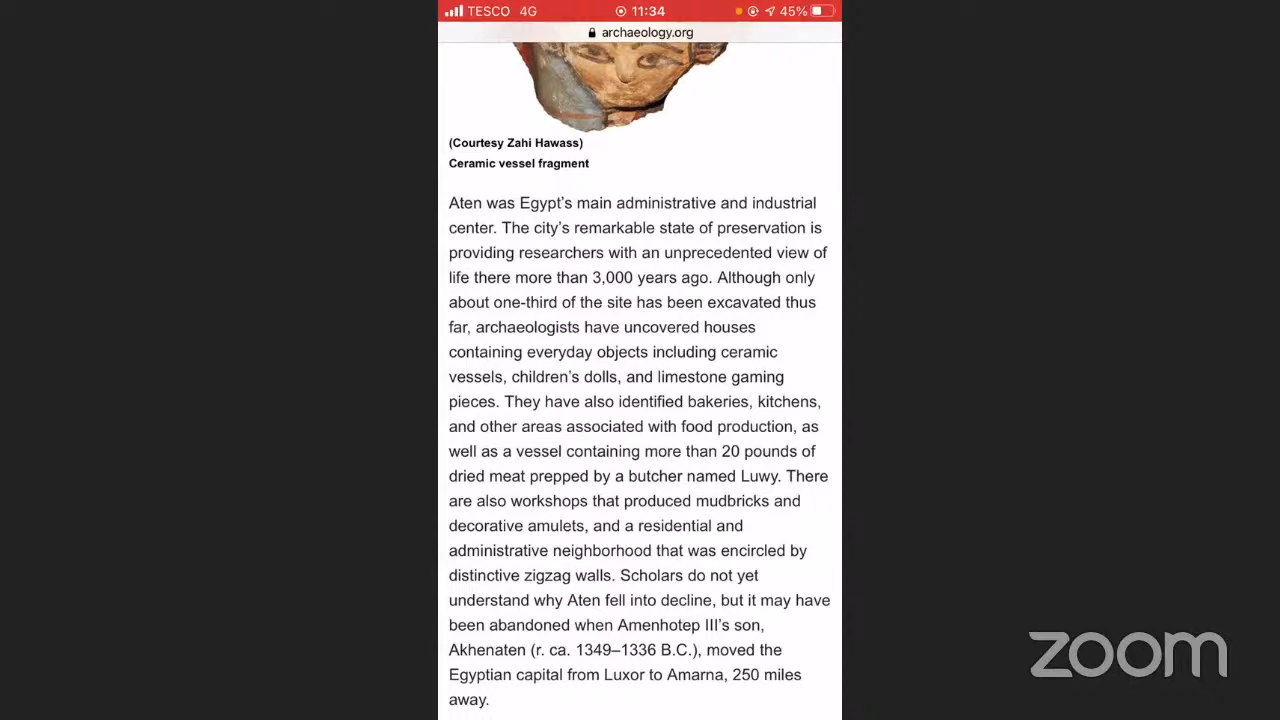 TESCO 4G 11:34 45%
archaeology.org
(Courtesy Zahi Hawass)
Ceramic vessel fragment
Aten was Egypt’s main administrative and industrial
center. The city’s remarkable state of preservation is
providing researchers with an unprecedented view of
life there more than 3,000 years ago. Although only
about one-third of the site has been excavated thus
far, archaeologists have uncovered houses
containing everyday objects including ceramic
vessels, children’s dolls, and limestone gaming
pieces. They have also identified bakeries, kitchens,
and other areas associated with food production, as
well as a vessel containing more than 20 pounds of
dried meat prepped by a butcher named Luwy. There
are also workshops that produced mudbricks and
decorative amulets, and a residential and
administrative neighborhood that was encircled by
distinctive zigzag walls. Scholars do not yet
understand why Aten fell into decline, but it may have
been abandoned when Amenhotep III’s son,
Akhenaten (r. ca. 1349–1336 B.C.), moved the
Egyptian capital from Luxor to Amarna, 250 miles
away.
zoom